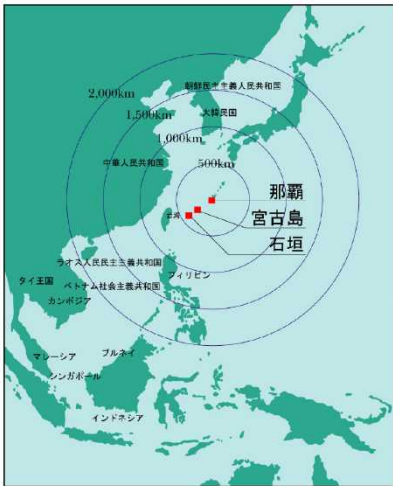 朝鮮民主主義人民共和国
2,000km
大韓民国
1,500km
1,000km
中華人民共和国
500km
那覇
台湾
宮古島
石垣
ラオス人民民主主義共和国
フィリピン
タイ王国
ベトナム社会主義共和国
カンボジア
マレーシア
ブルネイ
シンガポール
インドネシア